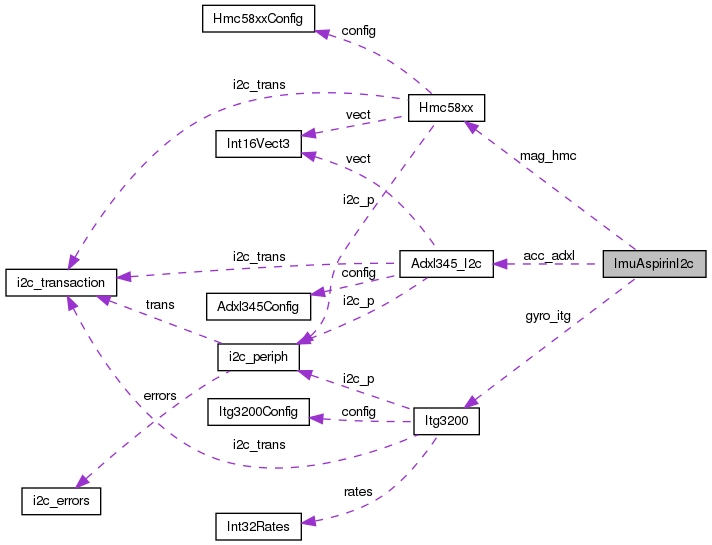 Hmc58xxConfig
config
i2c_trans
Hmc58xx
vect
Int16Vect3
vect
mag_hmc
i2c_p
i2c_trans
acc_adxl
Adxl345_I2c
ImuAspirinI2c
config
i2c_transaction
i2c_p
Adxl345Config
trans
gyro_itg
i2c_periph
i2c_p
errors
Itg3200Config
config
Itg3200
i2c_trans
rates
i2c_errors
Int32Rates